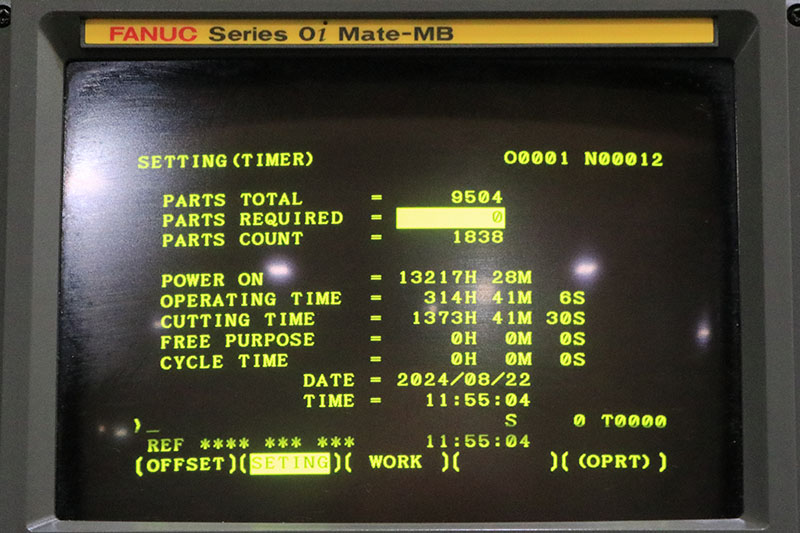 FANUC Series 0i Mate-MB
SETTING(TIMER) O0001 N00012
PARTS TOTAL = 9504
PARTS REQUIRED = 0
PARTS COUNT = 1838
POWER ON = 13217H 28M
OPERATING TIME = 314H 41M 6S
CUTTING TIME = 1373H 41M 30S
FREE PURPOSE = 0H 0M 0S
CYCLE TIME = 0H 0M 0S
DATE = 2024/08/22
TIME = 11:55:04
)_ S 0 T0000
REF **** *** *** 11:55:04
(OFFSET)(SETING)( WORK )( )( (OPRT) )